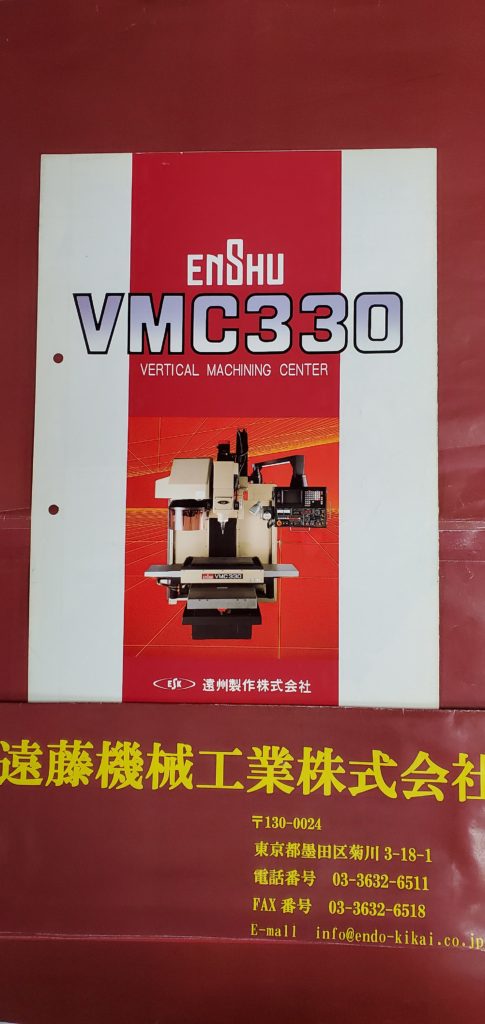 ENSHU
VMC330
VERTICAL MACHINING CENTER
VMC330
ESK 遠州製作株式会社
遠藤機械工業株式会社
〒130-0024
東京都墨田区菊川 3-18-1
電話番号 03-3632-6511
FAX 番号 03-3632-6518
E-mall info@endo-kikai.co.jp